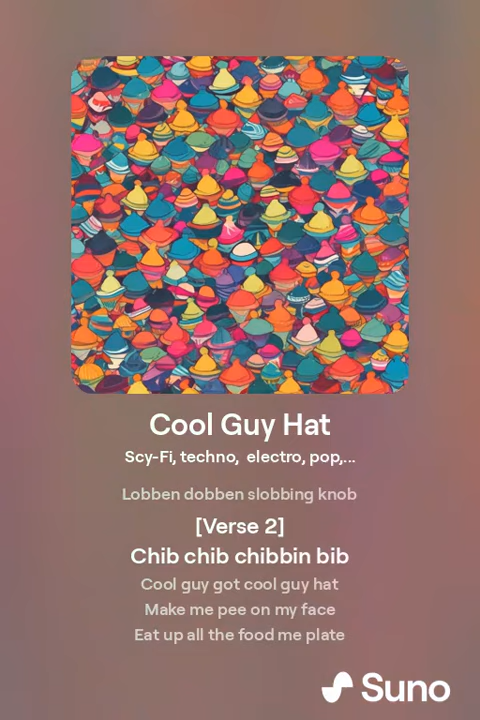 Cool Guy Hat
Scy-Fi, techno,  electro, pop,...
Lobben dobben slobbing knob
[Verse 2]
Chib chib chibbin bib
Cool guy got cool guy hat
Make me pee on my face
Eat up all the food me plate
Suno